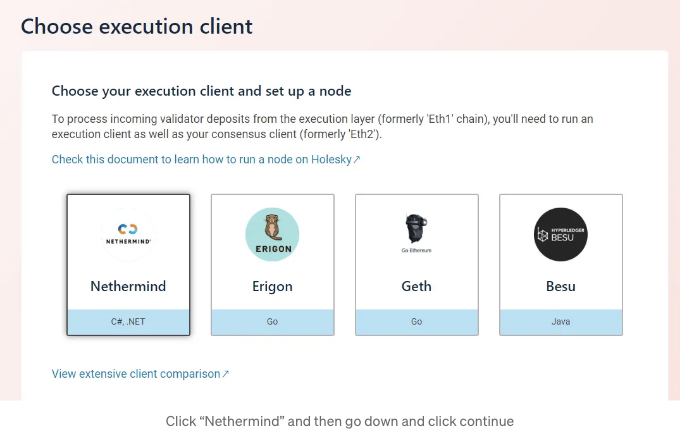 Choose execution client
Choose your execution client and set up a node
To process incoming validator deposits from the execution layer (formerly 'Eth1' chain), you'll need to run an
execution client as well as your consensus client (formerly 'Eth2').
Check this document to learn how to run a node on Holesky↗
NETHERMIND
Nethermind
C#, .NET
ERIGON
Erigon
Go
Go Ethereum
Geth
Go
HYPERLEDGER
BESU
Besu
Java
View extensive client comparison↗
Click “Nethermind” and then go down and click continue